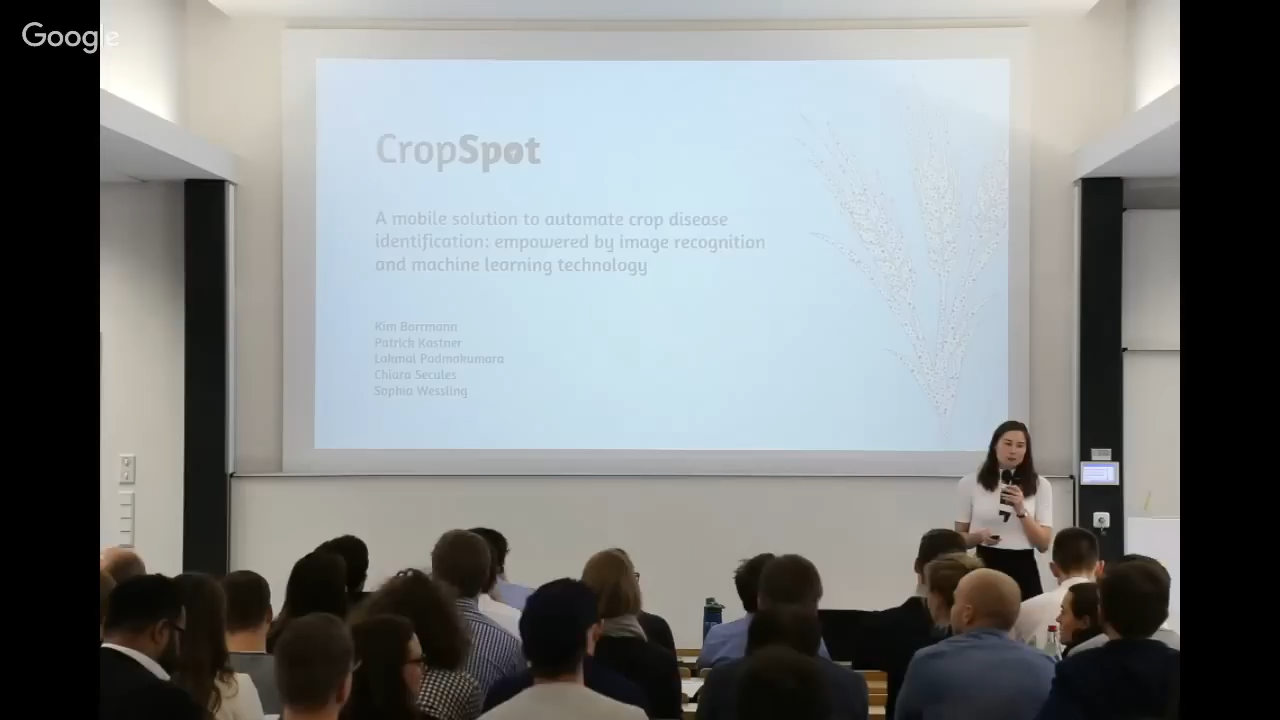 Google
CropSpot
A mobile solution to automate crop disease
identification: empowered by image recognition
and machine learning technology
Kim Borrmann
Patrick Kastner
Lakmal Padmakumara
Chiara Secules
Sophia Wessling